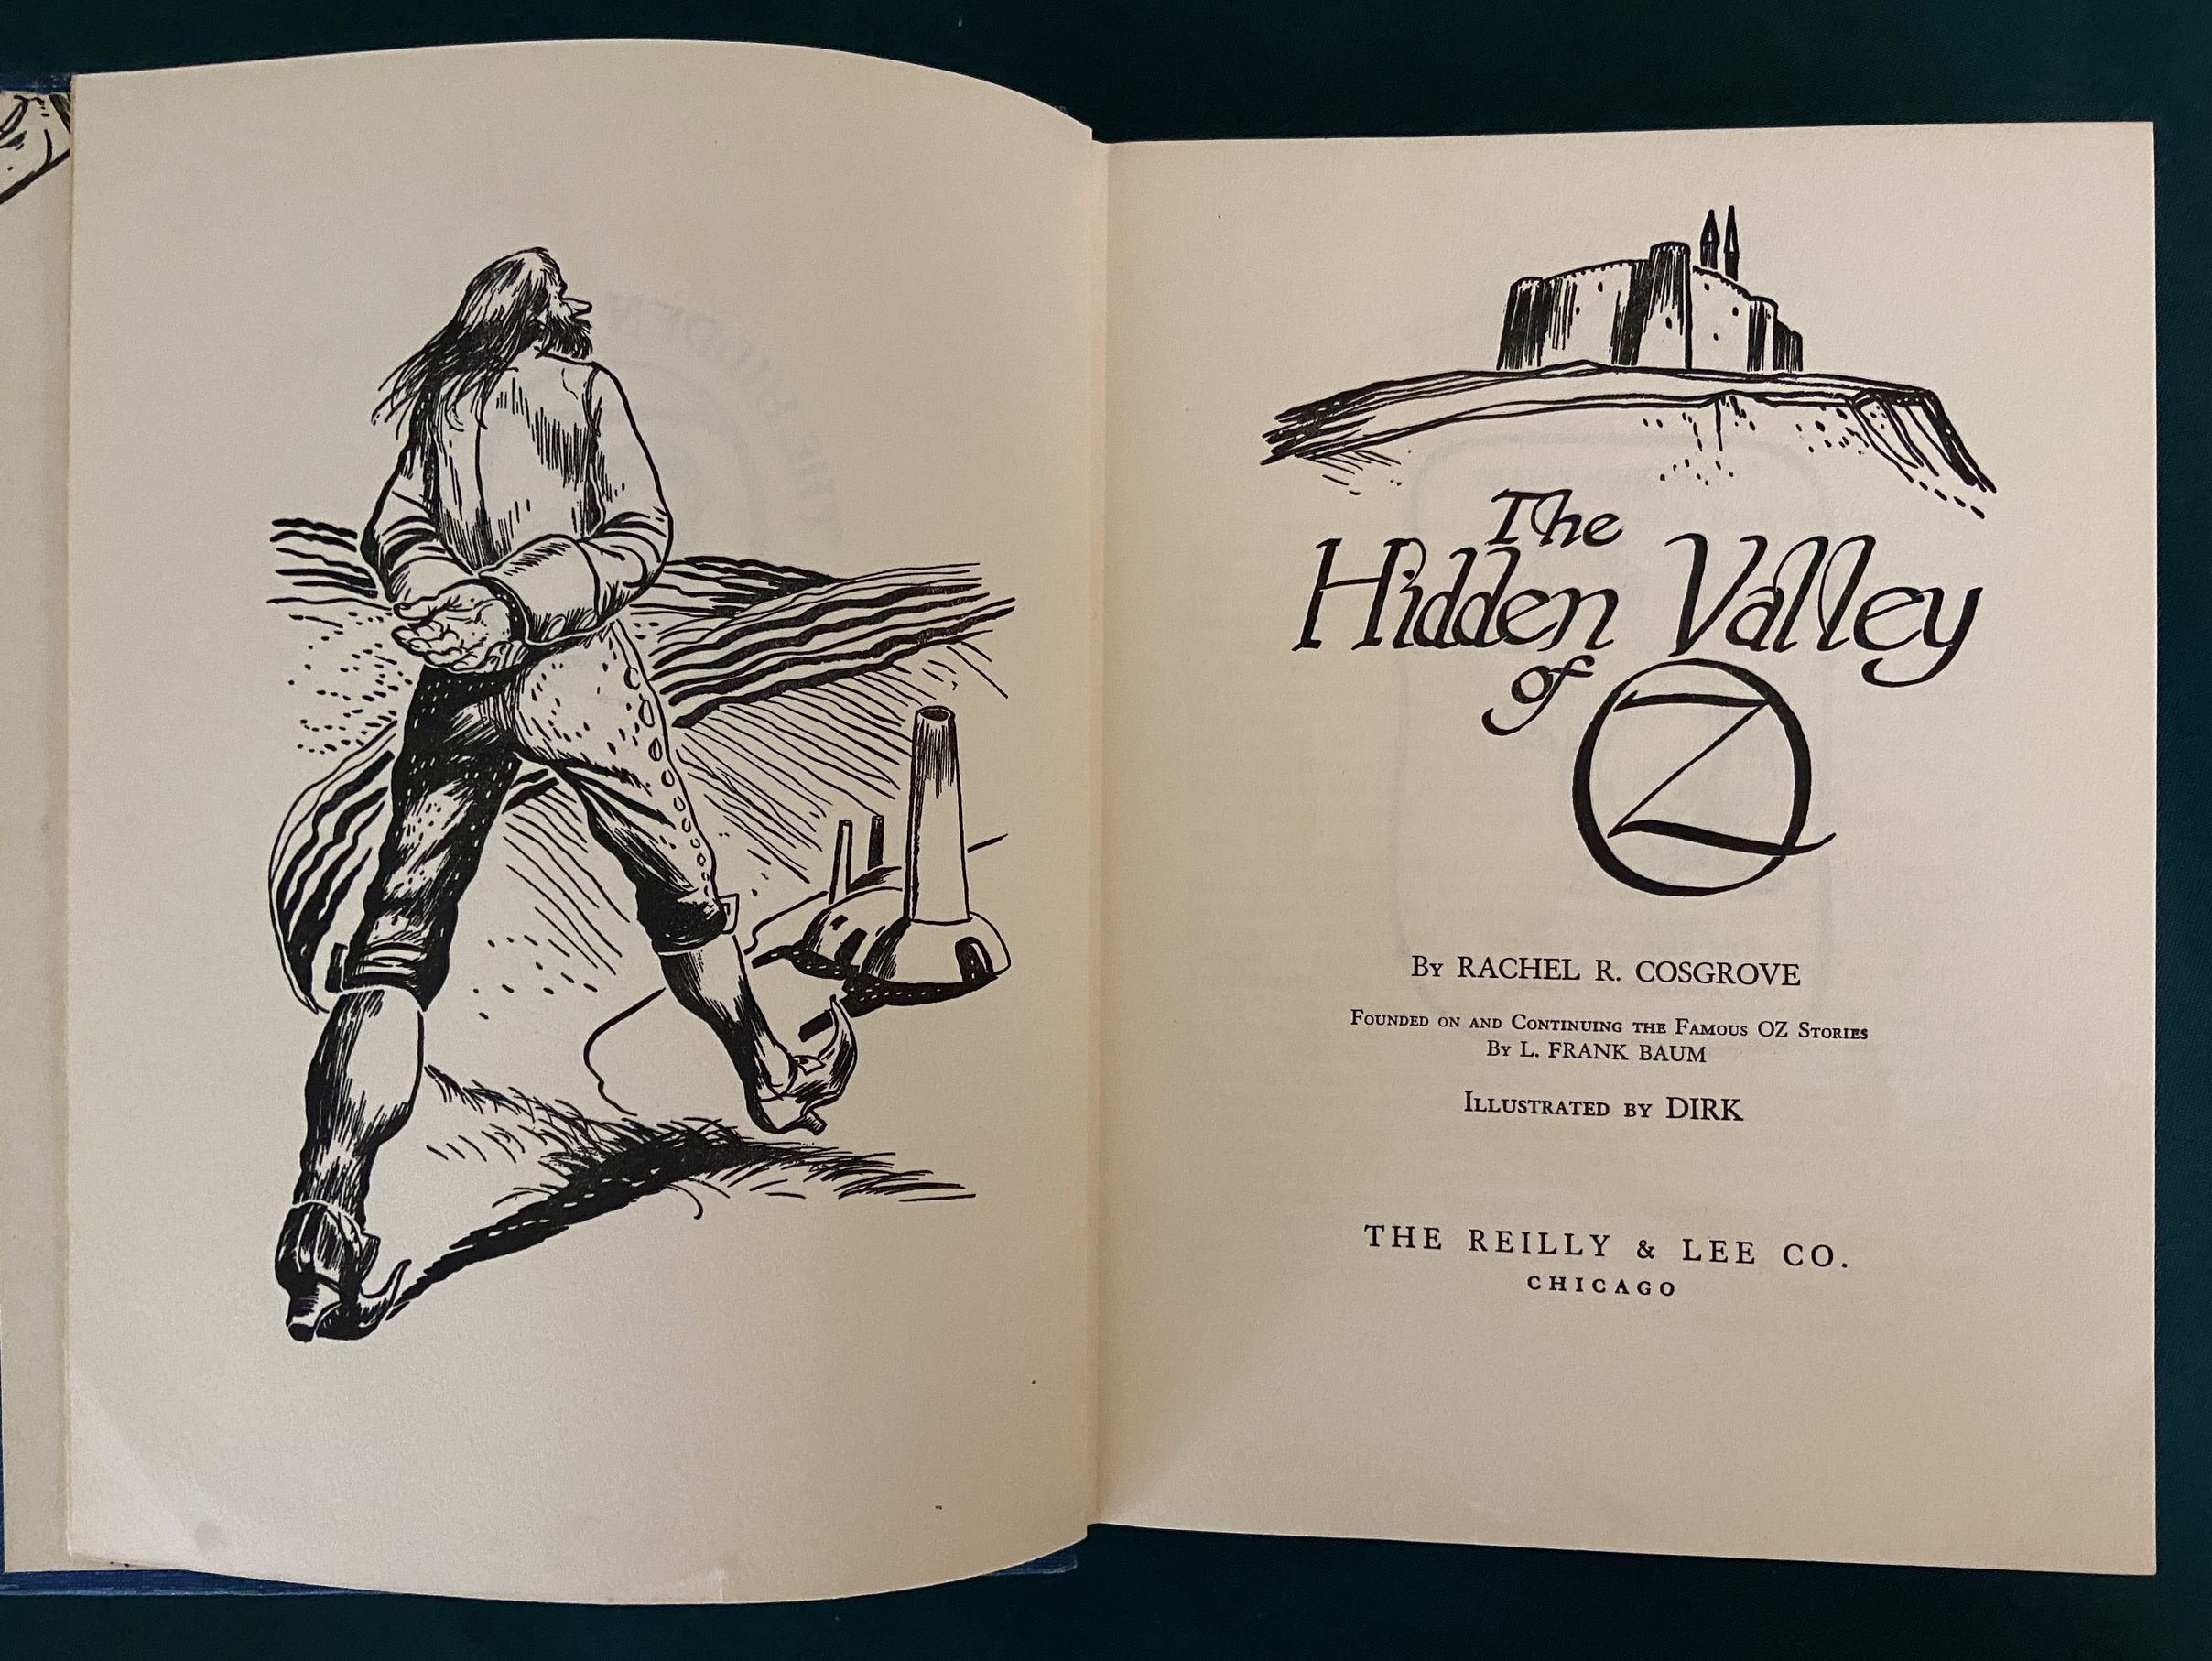 The
Hidden Valley
of OZ
By RACHEL R. COSGROVE
Founded on and Continuing the Famous OZ Stories
By L. FRANK BAUM
Illustrated by DIRK
THE REILLY & LEE CO.
CHICAGO